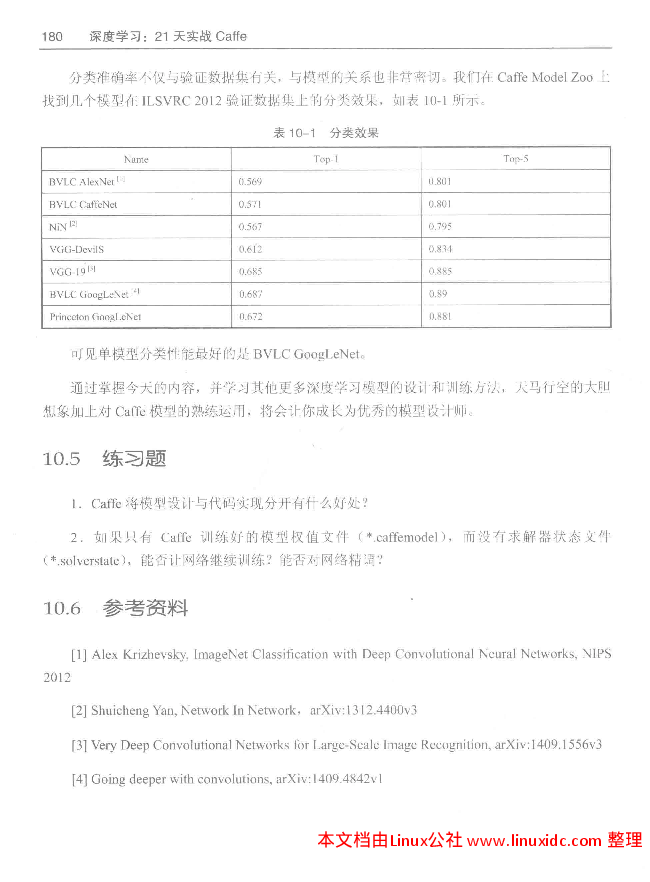 180 深度学习：21 天实战 Caffe
分类准确率不仅与验证数据集有关，与模型的关系也非常密切。我们在 Caffe Model Zoo 上
找到几个模型在 ILSVRC 2012 验证数据集上的分类效果，如表 10-1 所示。
表 10-1 分类效果
Name Top-1 Top-5
BVLC AlexNet [1] 0.569 0.801
BVLC CaffeNet 0.571 0.801
NiN [2] 0.567 0.795
VGG-DevilS 0.612 0.834
VGG-19 [3] 0.685 0.885
BVLC GoogLeNet [4] 0.687 0.89
Princeton GoogLeNet 0.672 0.881
可见单模型分类性能最好的是 BVLC GoogLeNet。
通过掌握今天的内容，并学习其他更多深度学习模型的设计和训练方法，天马行空的大胆
想象加上对 Caffe 模型的熟练运用，将会让你成长为优秀的模型设计师。
10.5 练习题
1．Caffe 将模型设计与代码实现分开有什么好处？
2．如果只有 Caffe 训练好的模型权值文件（*.caffemodel），而没有求解器状态文件
（*.solverstate），能否让网络继续训练？能否对网络精调？
10.6 参考资料
[1] Alex Krizhevsky, ImageNet Classification with Deep Convolutional Neural Networks, NIPS
2012
[2] Shuicheng Yan, Network In Network，arXiv:1312.4400v3
[3] Very Deep Convolutional Networks for Large-Scale Image Recognition, arXiv:1409.1556v3
[4] Going deeper with convolutions, arXiv:1409.4842v1
本文档由Linux公社 www.linuxidc.com 整理